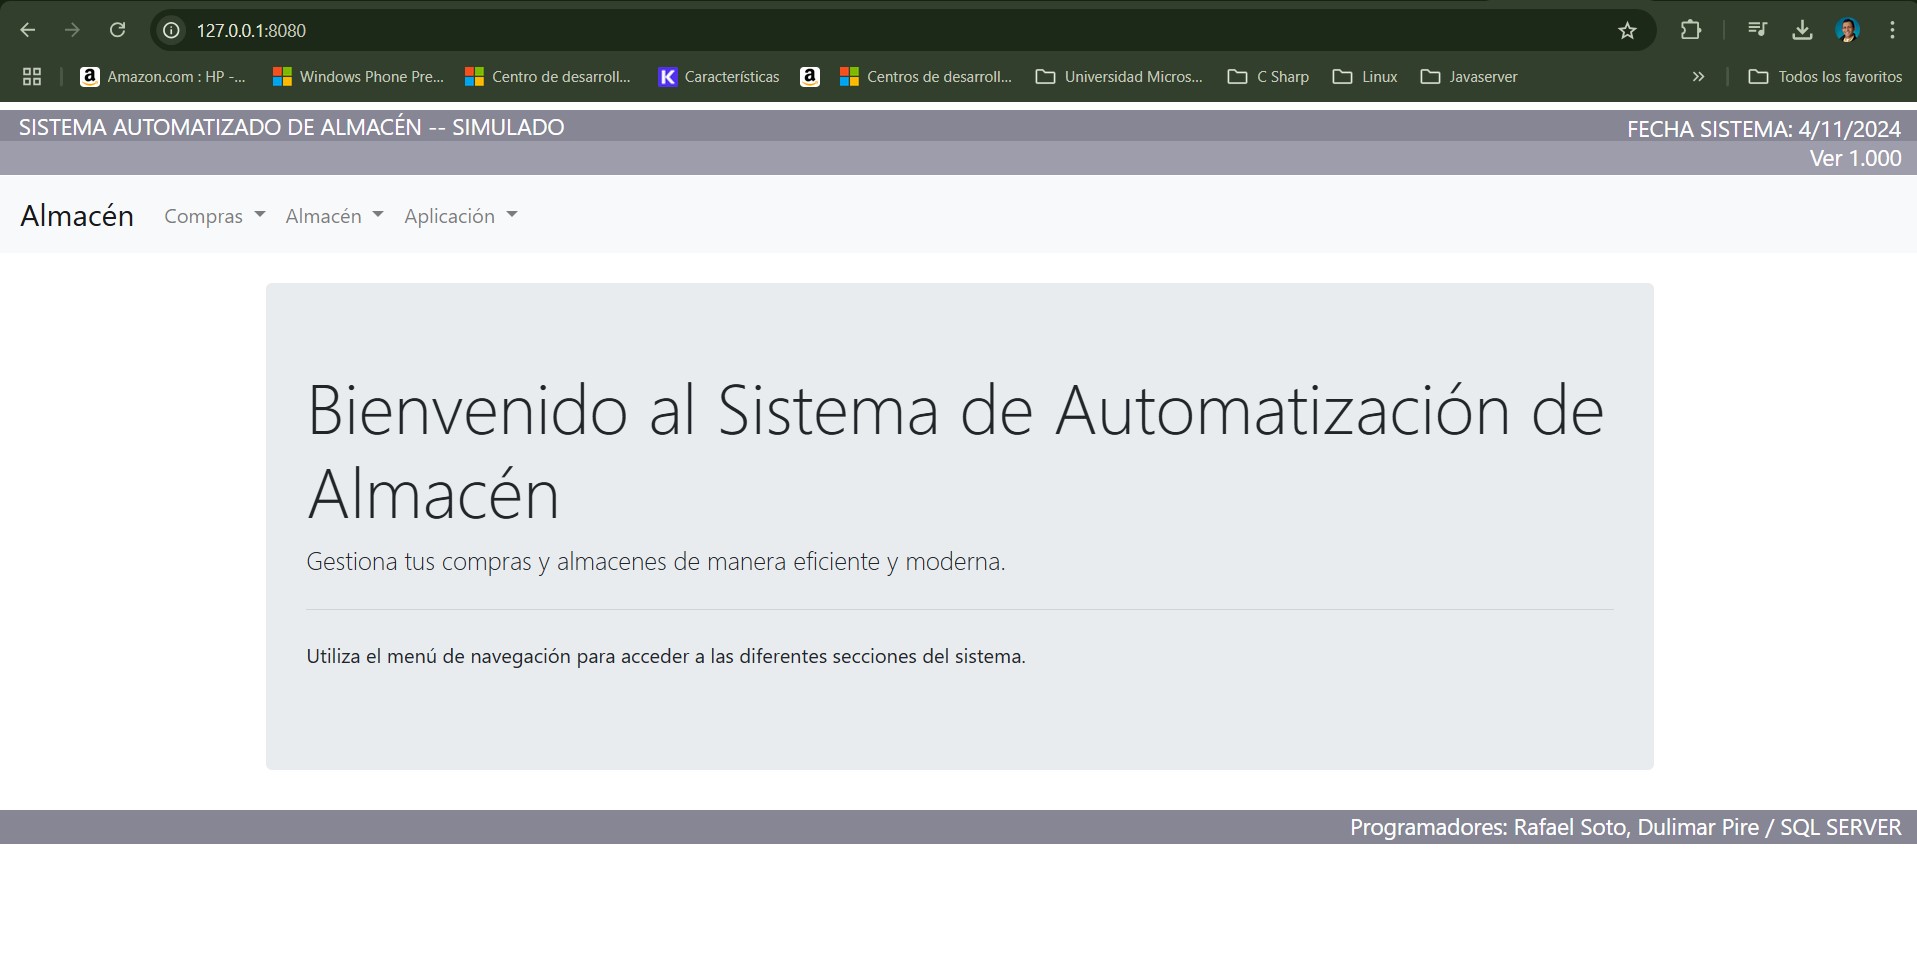 127.0.0.1:8080
Amazon.com : HP -... Windows Phone Pre... Centro de desarroll... Características Centros de desarroll... Universidad Micros... C Sharp Linux Javaserver » Todos los favoritos
SISTEMA AUTOMATIZADO DE ALMACÉN -- SIMULADO FECHA SISTEMA: 4/11/2024
Ver 1.000
Almacén Compras Almacén Aplicación
Bienvenido al Sistema de Automatización de
Almacén
Gestiona tus compras y almacenes de manera eficiente y moderna.
Utiliza el menú de navegación para acceder a las diferentes secciones del sistema.
Programadores: Rafael Soto, Dulimar Pire / SQL SERVER